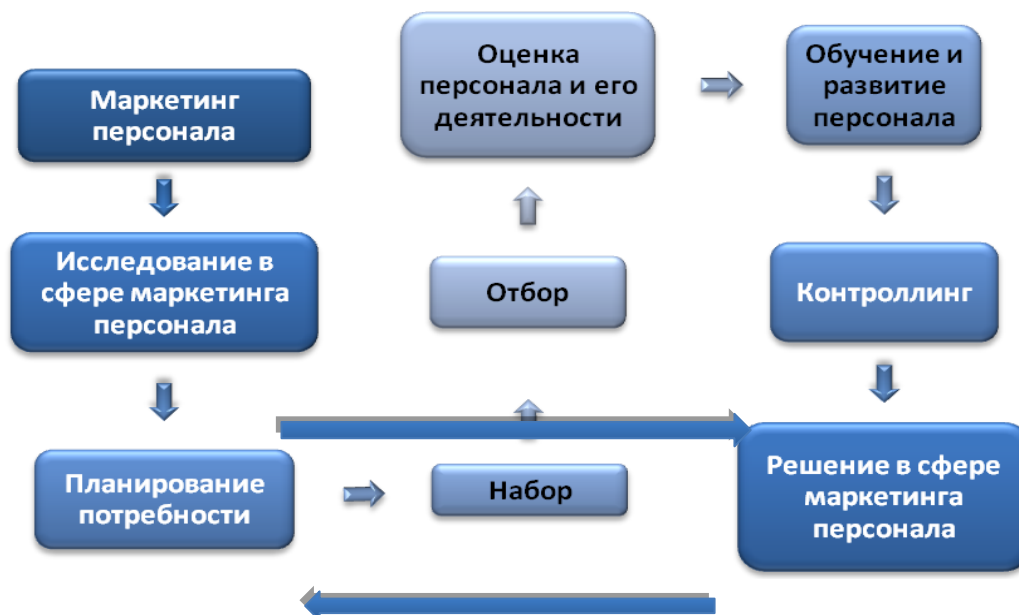 Маркетинг
персонала
Исследование в
сфере маркетинга
персонала
Планирование
потребности
Набор
Отбор
Оценка
персонала и его
деятельности
Обучение и
развитие
персонала
Контроллинг
Решение в сфере
маркетинга
персонала